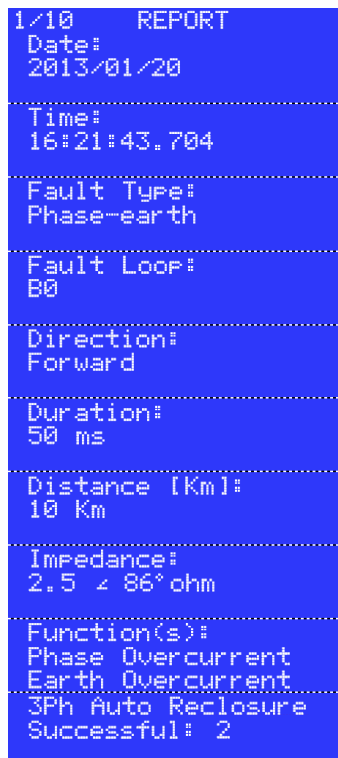 1/10 REPORT
Date:
2013/01/20
Time:
16:21:43.704
Fault Type:
Phase-earth
Fault Loop:
B0
Direction:
Forward
Duration:
50 ms
Distance [Km]:
10 Km
Impedance:
2.5 ∠ 86°ohm
Function(s):
Phase Overcurrent
Earth Overcurrent
3Ph Auto Reclosure
Successful: 2